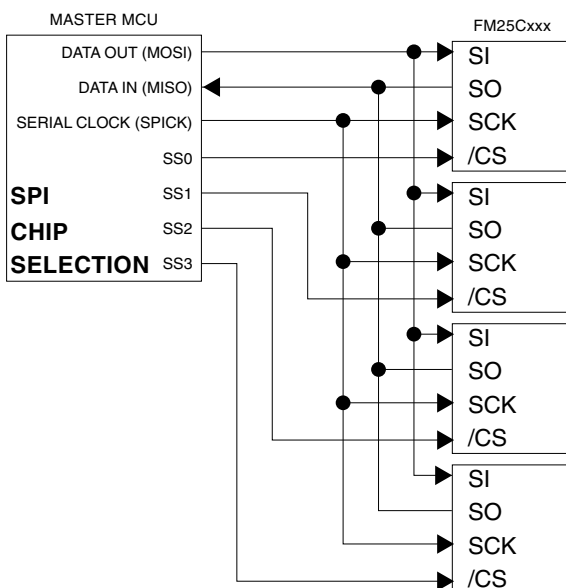 MASTER MCU
DATA OUT (MOSI)
DATA IN (MISO)
SERIAL CLOCK (SPICK)
SS0
SPI SS1
CHIP SS2
SELECTION SS3
FM25Cxxx
SI
SO
SCK
/CS
SI
SO
SCK
/CS
SI
SO
SCK
/CS
SI
SO
SCK
/CS